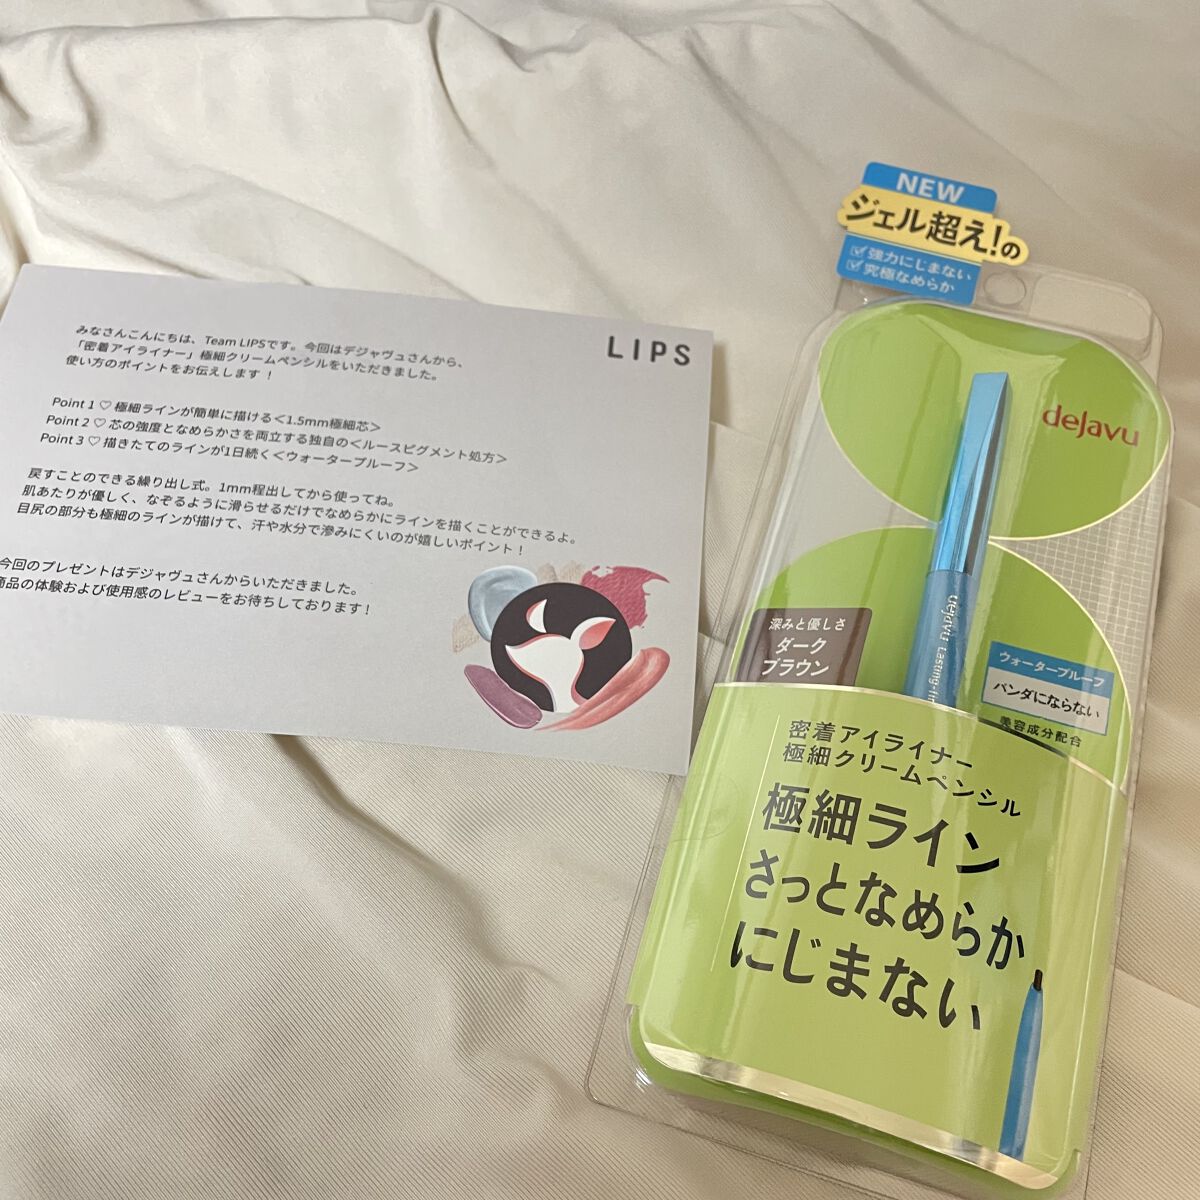 LIPS
みなさんこんにちは、Team LIPSです。今回はデジャヴュさんから、
「密着アイライナー」極細クリームペンシルをいただきました。
使い方のポイントをお伝えします！
Point 1 ♡ 極細ラインが簡単に描ける＜1.5mm極細芯＞
Point 2 ♡ 芯の強度となめらかさを両立する独自の＜ルースピグメント処方＞
Point 3 ♡ 描きたてのラインが1日続く＜ウォータープルーフ＞
戻すことのできる繰り出し式。1mm程出してから使ってね。
肌あたりが優しく、なぞるように滑らせるだけでなめらかにラインを描くことができるよ。
目尻の部分も極細のラインが描けて、汗や水分で滲みにくいのが嬉しいポイント！
今回のプレゼントはデジャヴュさんからいただきました。
商品の体験および使用感のレビューをお待ちしております！
NEW
ジェル超え!の
強力にじまない
究極なめらか
dejavu
dejavu Lasting-fin
深みと優しさ
ダーク
ブラウン
ウォータープルーフ
パンダにならない
美容成分配合
密着アイライナー
極細クリームペンシル
極細ライン
さっとなめらか
にじまない